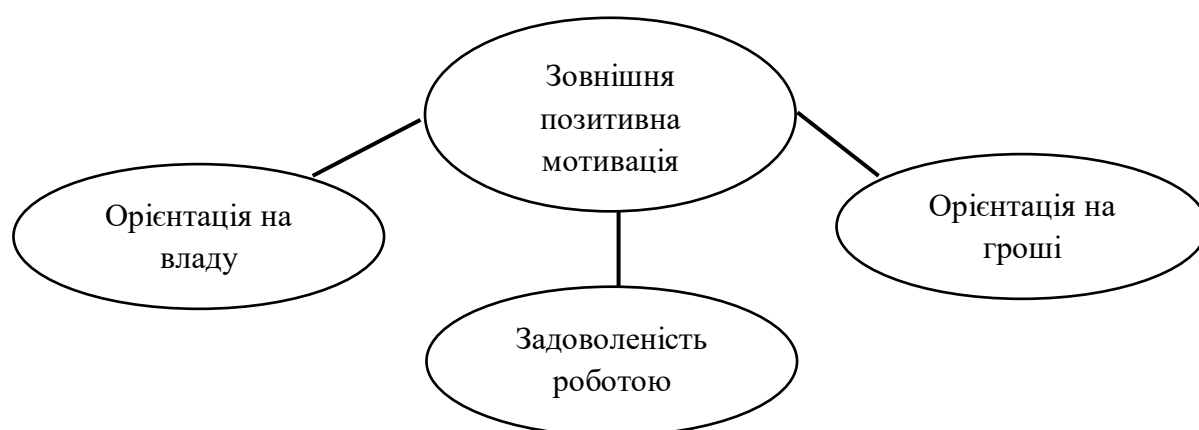 Зовнішня
позитивна
мотивація
Орієнтація на
владу
Орієнтація на
гроші
Задоволеність
роботою